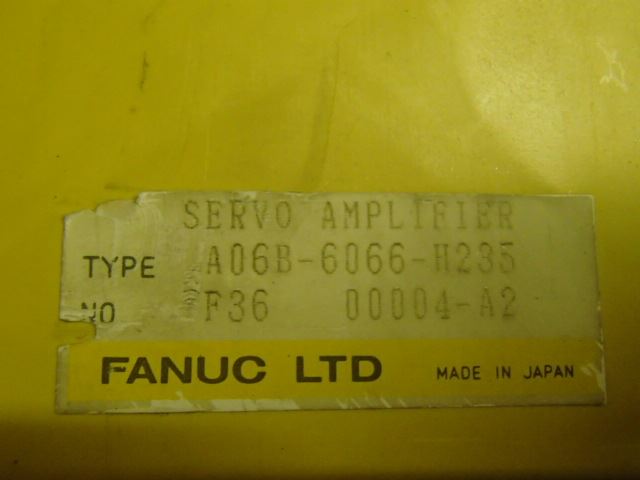 SERVO AMPLIFIER
TYPE A06B-6066-H235
NO F36 00004-A2
FANUC LTD MADE IN JAPAN